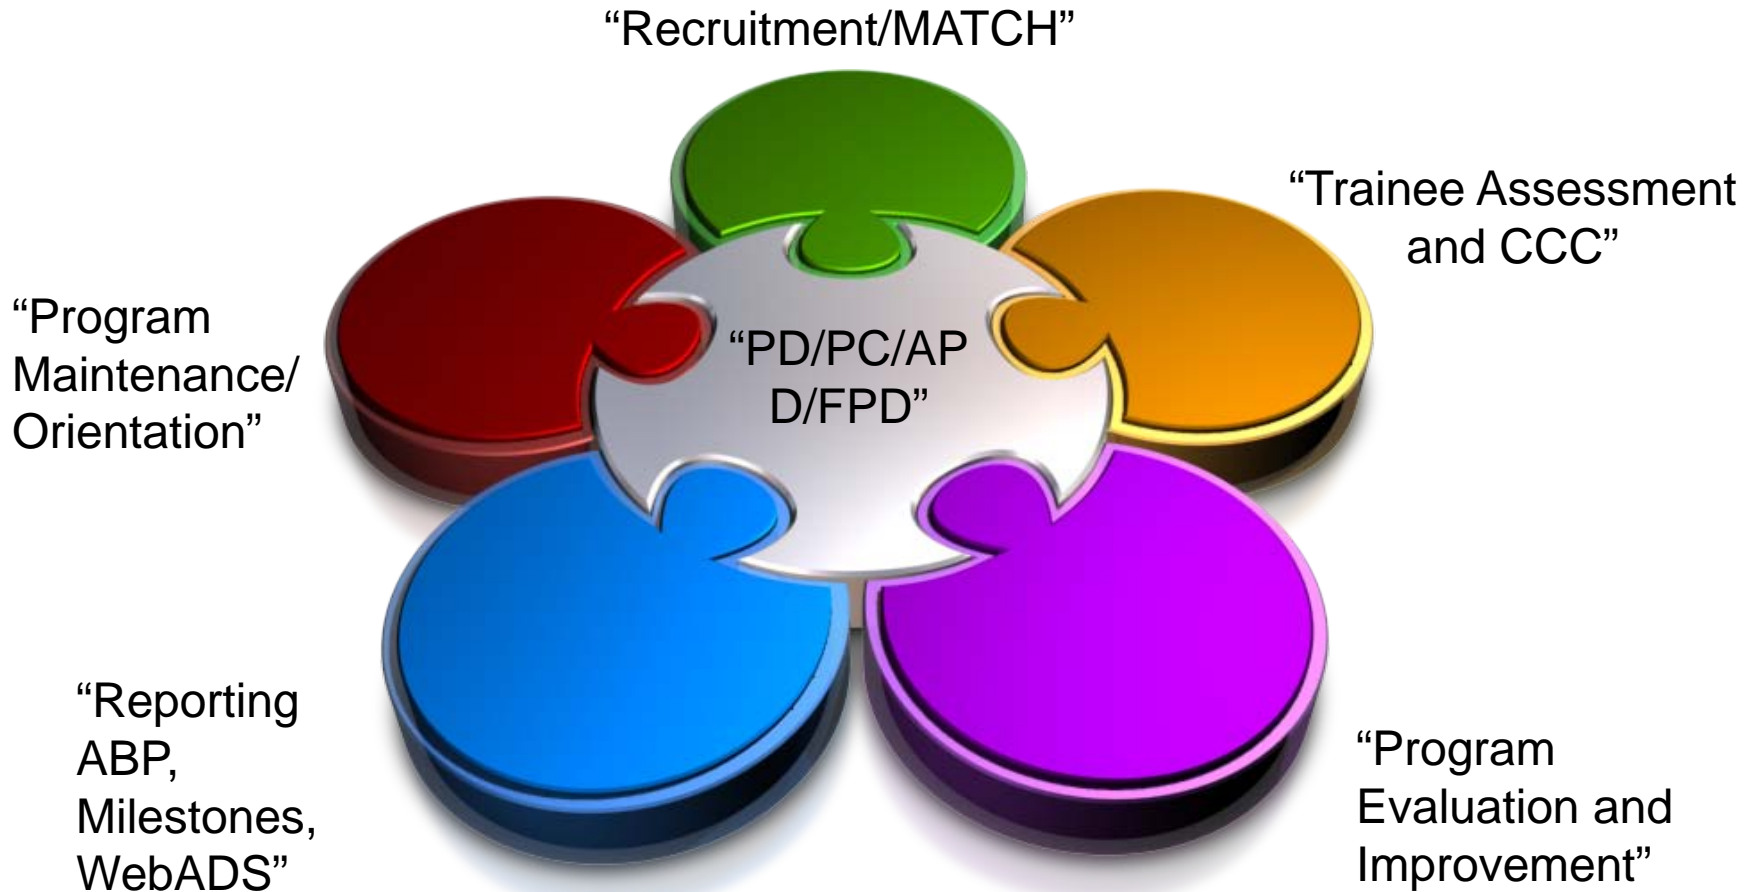 “Recruitment/MATCH”
“Trainee Assessment
and CCC”
“Program
Maintenance/
Orientation”
“PD/PC/AP
D/FPD”
“Reporting
ABP,
Milestones,
WebADS”
“Program
Evaluation and
Improvement”